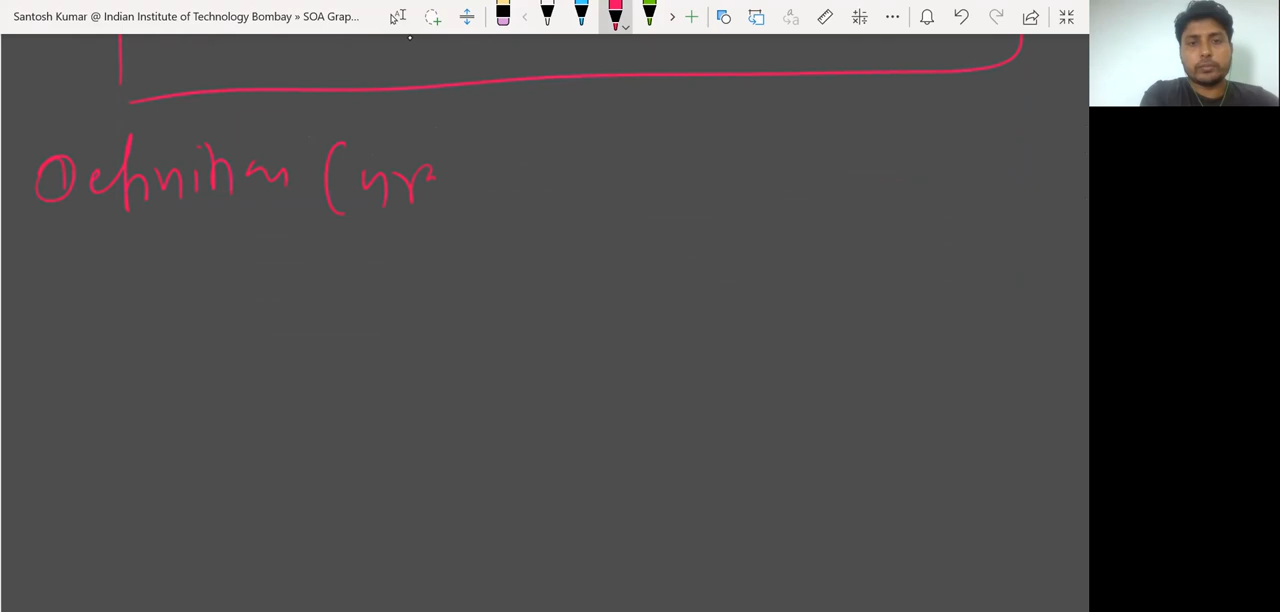 Santosh Kumar @ Indian Institute of Technology Bombay » SOA Grap...
Definition (